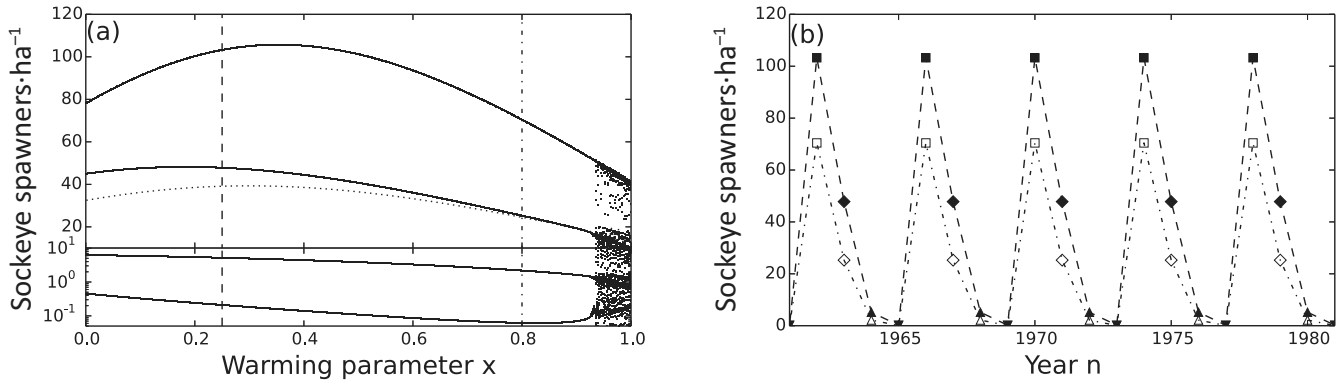 (a)
120
100
80
60
40
20
10¹
10⁰
10⁻¹
0.0 0.2 0.4 0.6 0.8 1.0
Warming parameter x
Sockeye spawners·ha⁻¹
(b)
120
100
80
60
40
20
0
1965 1970 1975 1980
Year n
Sockeye spawners·ha⁻¹